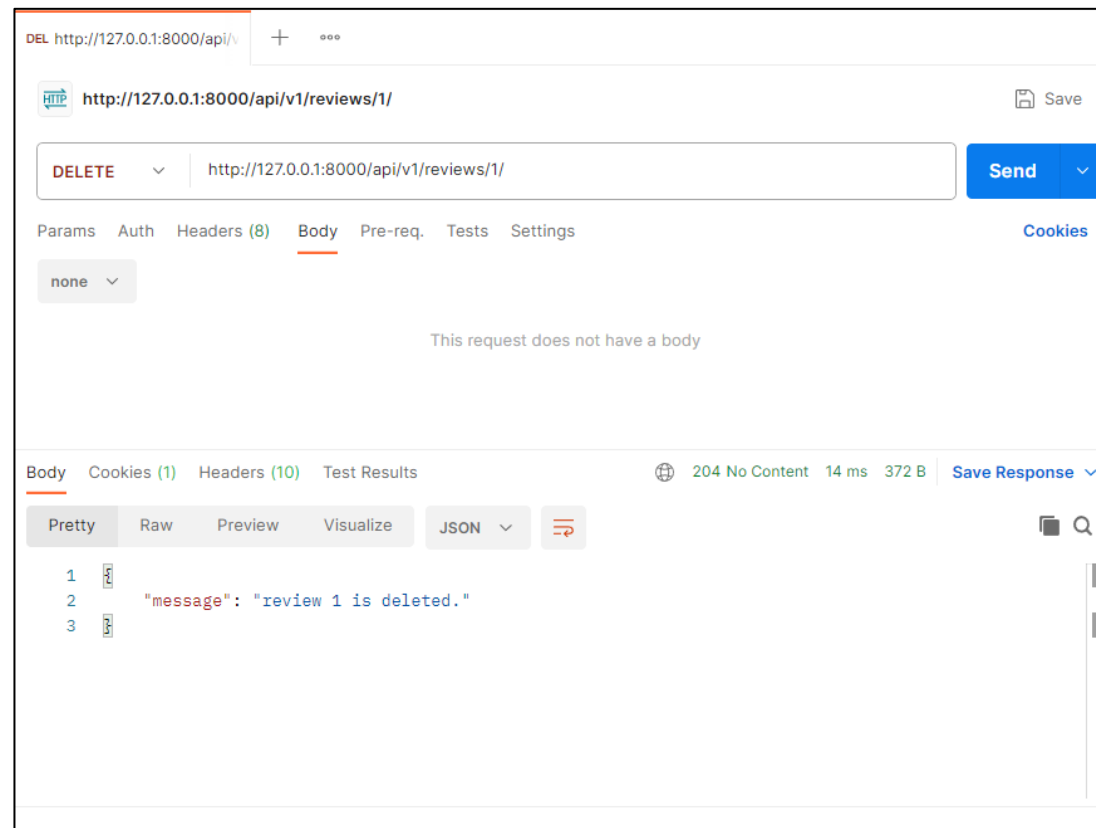 DEL http://127.0.0.1:8000/api/v
HTTP http://127.0.0.1:8000/api/v1/reviews/1/ Save
DELETE http://127.0.0.1:8000/api/v1/reviews/1/ Send
Params Auth Headers (8) Body Pre-req. Tests Settings Cookies
none
This request does not have a body
Body Cookies (1) Headers (10) Test Results 204 No Content 14 ms 372 B Save Response
Pretty Raw Preview Visualize JSON
1 {
2 "message": "review 1 is deleted."
3 }